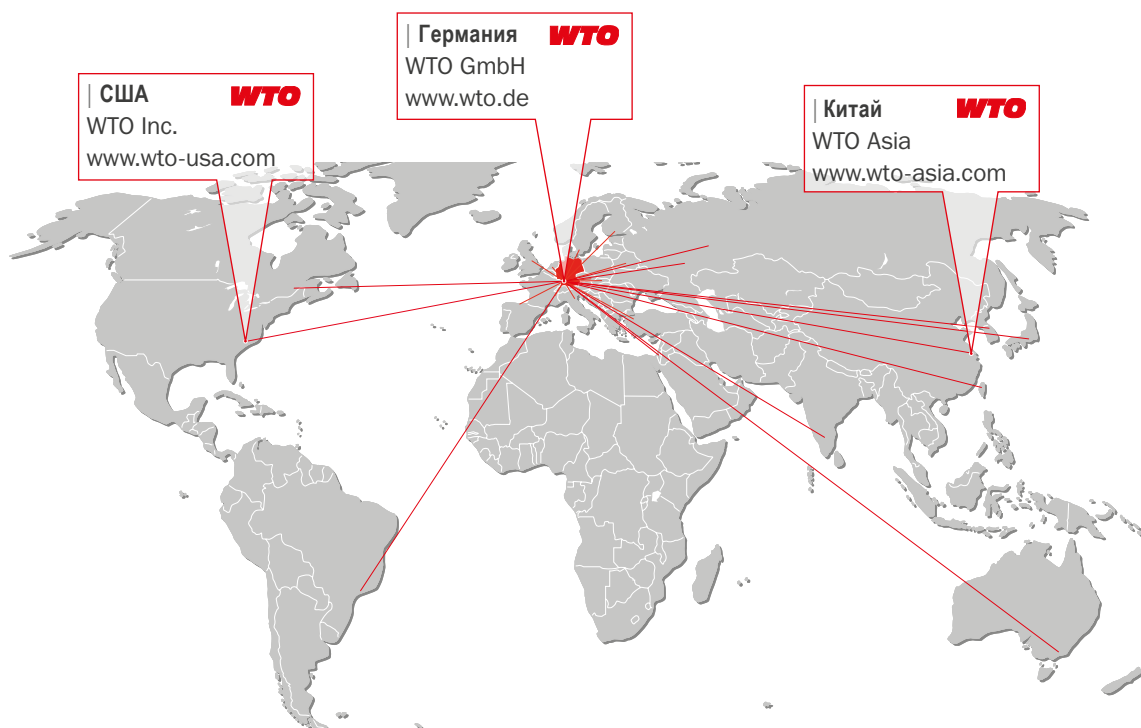 | США WTO
WTO Inc.
www.wto-usa.com
| Германия WTO
WTO GmbH
www.wto.de
| Китай WTO
WTO Asia
www.wto-asia.com